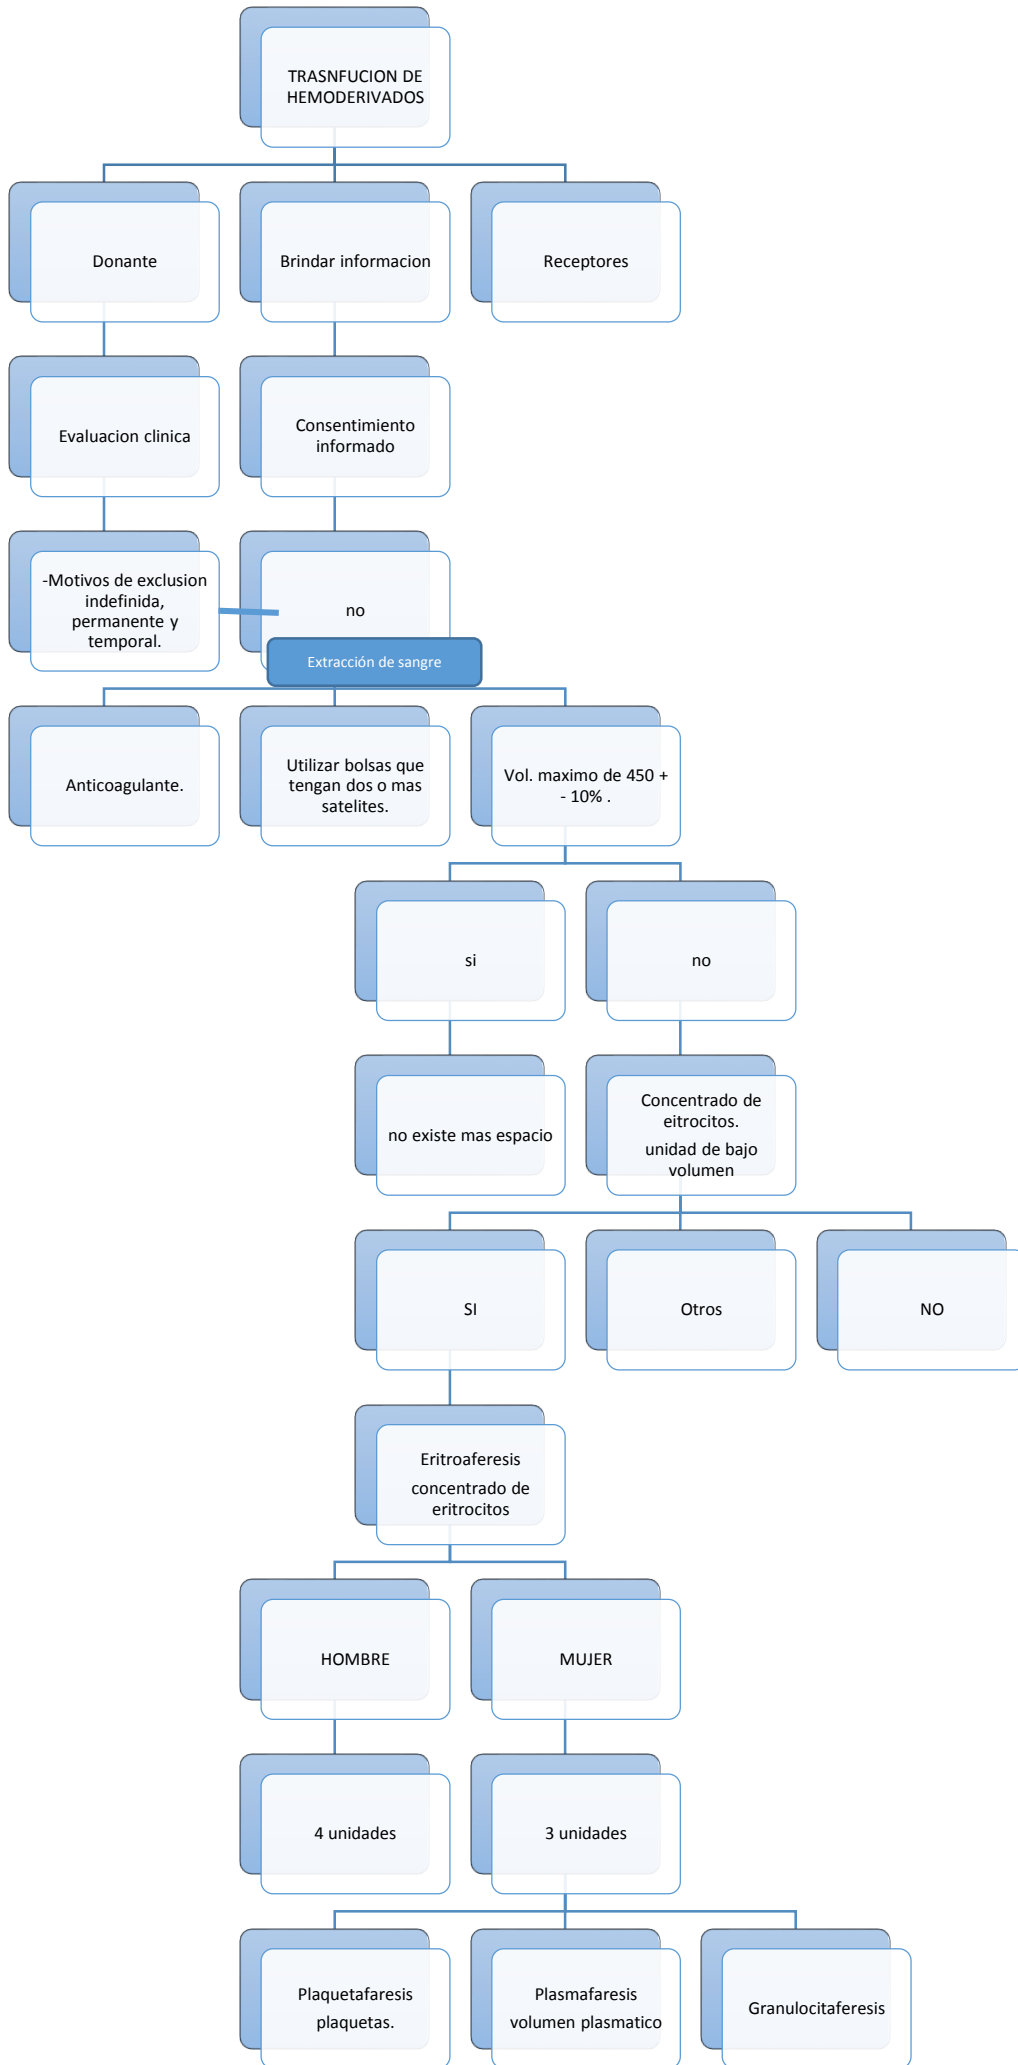 TRASNFUCION DE
HEMODERIVADOS
Donante
Brindar informacion
Receptores
Evaluacion clinica
Consentimiento
informado
-Motivos de exclusion
indefinida,
permanente y
temporal.
no
Extracción de sangre
Anticoagulante.
Utilizar bolsas que
tengan dos o mas
satelites.
Vol. maximo de 450 +
- 10% .
si
no
no existe mas espacio
Concentrado de
eitrocitos.
unidad de bajo
volumen
SI
Otros
NO
Eritroaferesis
concentrado de
eritrocitos
HOMBRE
MUJER
4 unidades
3 unidades
Plaquetafaresis
plaquetas.
Plasmafaresis
volumen plasmatico
Granulocitaferesis